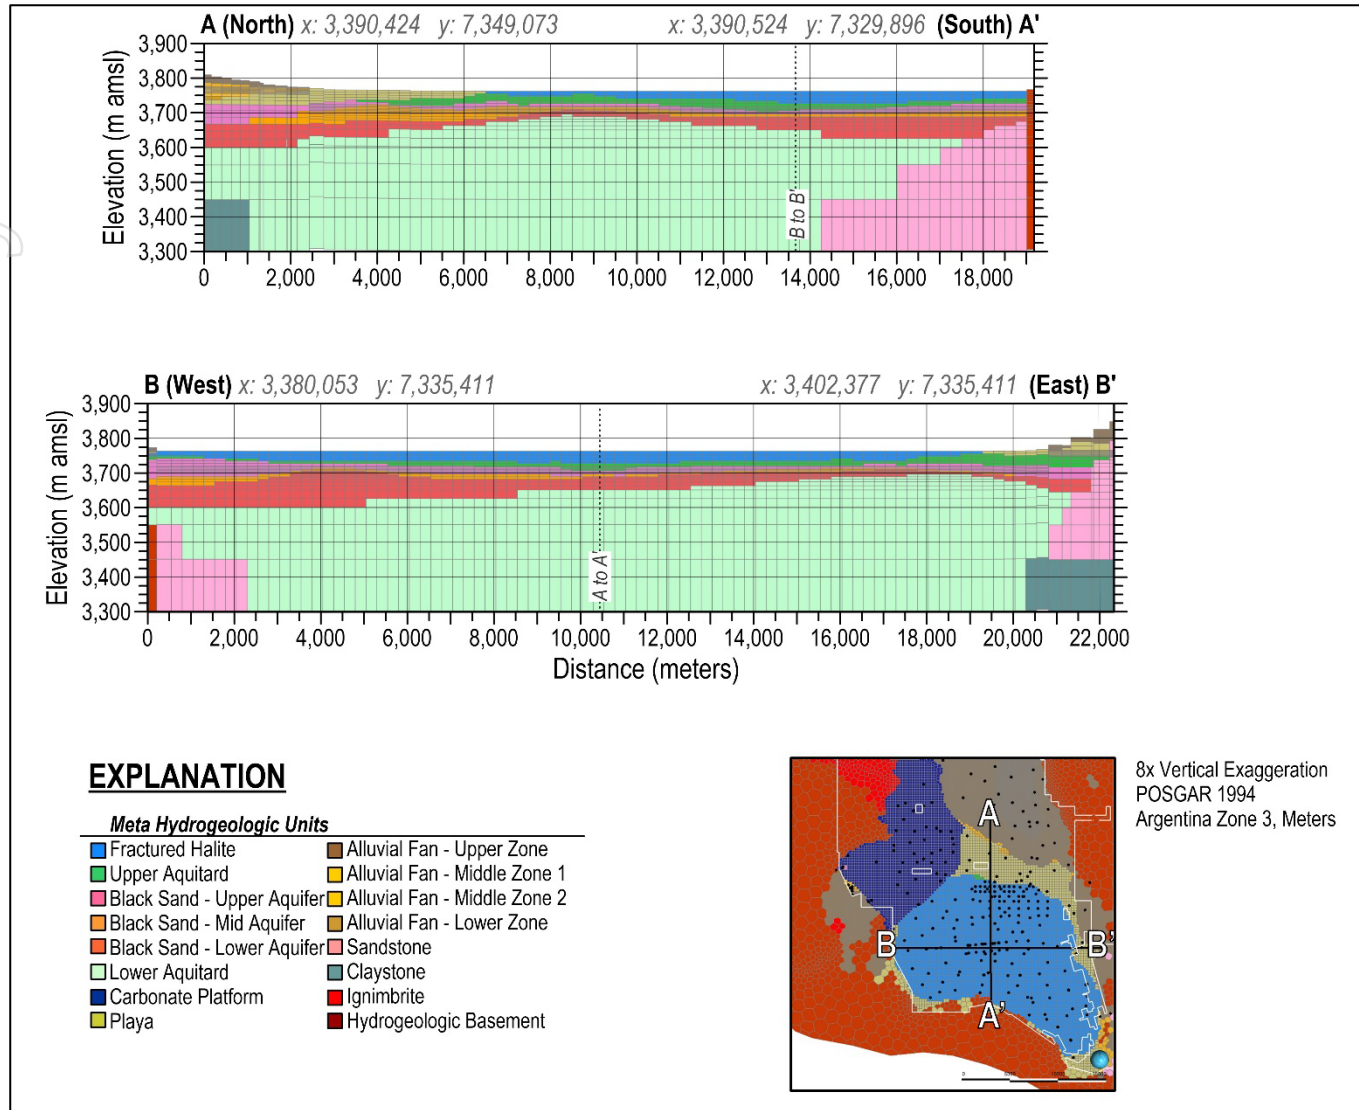 A (North) x: 3,390,424 y: 7,349,073 x: 3,390,524 y: 7,329,896 (South) A'
Elevation (m amsl)
3,900
3,800
3,700
3,600
3,500
3,400
3,300
B to B'
0 2,000 4,000 6,000 8,000 10,000 12,000 14,000 16,000 18,000
B (West) x: 3,380,053 y: 7,335,411 x: 3,402,377 y: 7,335,411 (East) B'
Elevation (m amsl)
3,900
3,800
3,700
3,600
3,500
3,400
3,300
A to A'
0 2,000 4,000 6,000 8,000 10,000 12,000 14,000 16,000 18,000 20,000 22,000
Distance (meters)
EXPLANATION
Meta Hydrogeologic Units
Fractured Halite
Upper Aquitard
Black Sand - Upper Aquifer
Black Sand - Mid Aquifer
Black Sand - Lower Aquifer
Lower Aquitard
Carbonate Platform
Playa
Alluvial Fan - Upper Zone
Alluvial Fan - Middle Zone 1
Alluvial Fan - Middle Zone 2
Alluvial Fan - Lower Zone
Sandstone
Claystone
Ignimbrite
Hydrogeologic Basement
A
B B'
A'
0
8x Vertical Exaggeration
POSGAR 1994
Argentina Zone 3, Meters